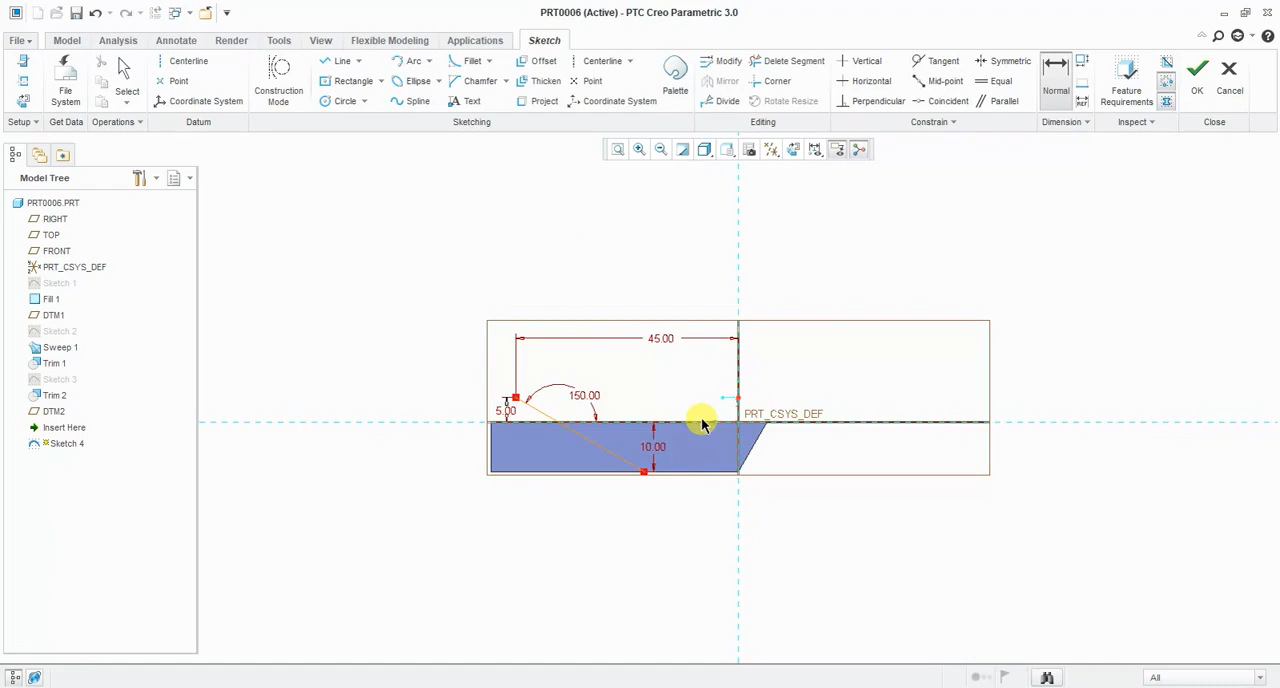 PRT0006 (Active) - PTC Creo Parametric 3.0
File Model Analysis Annotate Render Tools View Flexible Modeling Applications Sketch
Centerline Line Arc Fillet Offset Centerline Modify Delete Segment Vertical Tangent Symmetric
Point Rectangle Ellipse Chamfer Thicken Point Mirror Corner Horizontal Mid-point Equal
Coordinate System Circle Spline Text Project Coordinate System Divide Rotate Resize Perpendicular Coincident Parallel
File System Select Construction Mode Palette Normal Feature Requirements OK Cancel
Setup Get Data Operations Datum Sketching Editing Constrain Dimension Inspect Close
Model Tree
PRT0006.PRT
RIGHT
TOP
FRONT
PRT_CSYS_DEF
Sketch 1
Fill 1
DTM1
Sketch 2
Sweep 1
Trim 1
Sketch 3
Trim 2
DTM2
Insert Here
Sketch 4
45.00
150.00
5.00
PRT_CSYS_DEF
10.00
All